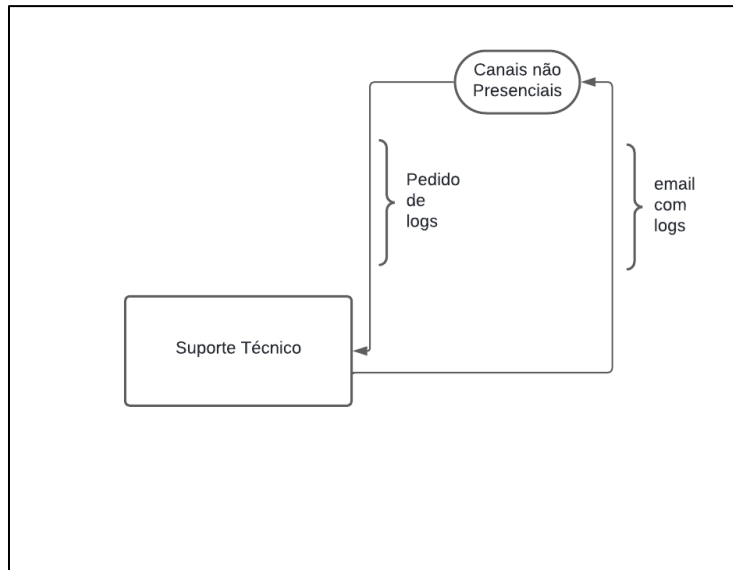 Canais não
Presenciais
Pedido
de
logs
email
com
logs
Suporte Técnico